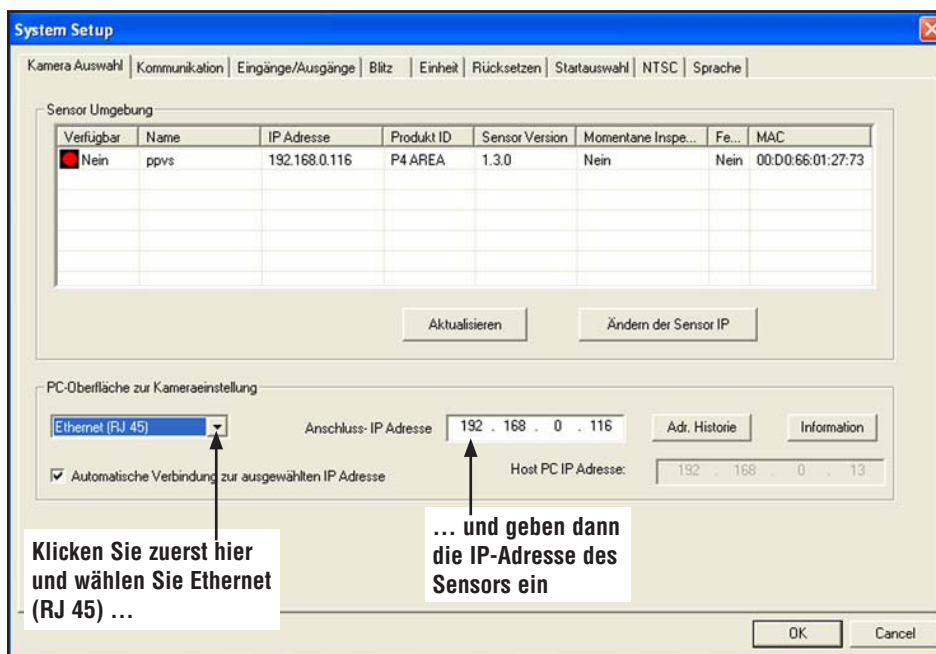 System Setup
Kamera Auswahl Kommunikation Eingänge/Ausgänge Blitz Einheit Rücksetzen Startauswahl NTSC Sprache
Sensor Umgebung
Verfügbar Name IP Adresse Produkt ID Sensor Version Momentane Inspe... Fe... MAC
Nein ppvs 192.168.0.116 P4 AREA 1.3.0 Nein Nein 00:D0:66:01:27:73
Aktualisieren Ändern der Sensor IP
PC-Oberfläche zur Kameraeinstellung
Ethernet (RJ 45) Anschluss- IP Adresse 192 . 168 . 0 . 116 Adr. Historie Information
Automatische Verbindung zur ausgewählten IP Adresse Host PC IP Adresse: 192 . 168 . 0 . 13
Klicken Sie zuerst hier
und wählen Sie Ethernet
(RJ 45) ...
... und geben dann
die IP-Adresse des
Sensors ein
OK Cancel